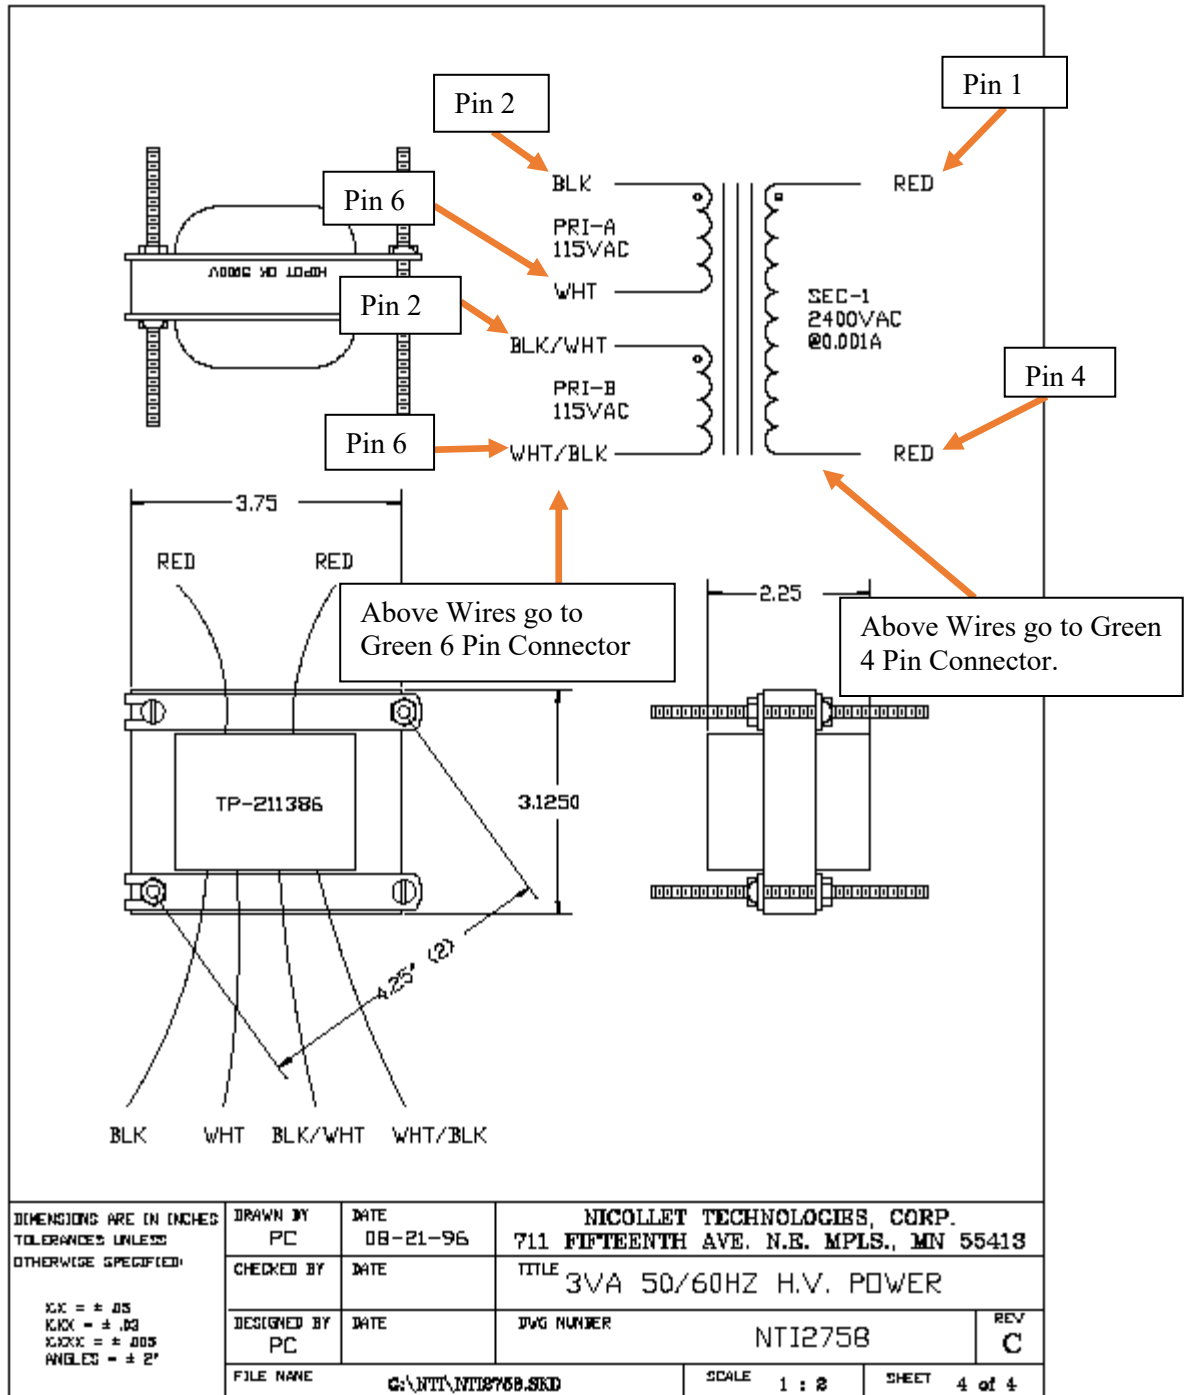 Pin 2
Pin 1
BLK
RED
Pin 6
PRI-A
115VAC
WHT
HIPOT OK 5900V
SEC-1
2400VAC
@0.001A
Pin 2
BLK/WHT
PRI-B
115VAC
Pin 4
Pin 6
WHT/BLK
RED
3.75
RED
RED
2.25
Above Wires go to
Green 6 Pin Connector
Above Wires go to Green
4 Pin Connector.
TP-211386
3.1250
4.25" (2)
BLK
WHT
BLK/WHT
WHT/BLK
DIMENSIONS ARE IN INCHES
TOLERANCES UNLESS
OTHERWISE SPECIFIED:
X.X = ± .05
X.XX = ± .03
X.XXX = ± .005
ANGLES = ± 2°
DRAWN BY
PC
DATE
08-21-96
NICOLLET TECHNOLOGIES, CORP.
711 FIFTEENTH AVE. N.E. MPLS., MN 55413
CHECKED BY
DATE
TITLE
3VA 50/60HZ H.V. POWER
DESIGNED BY
PC
DATE
DWG NUMBER
NTI2758
REV
C
FILE NAME
G:\NTI\NTI2758.SKD
SCALE
1 : 2
SHEET
4 of 4